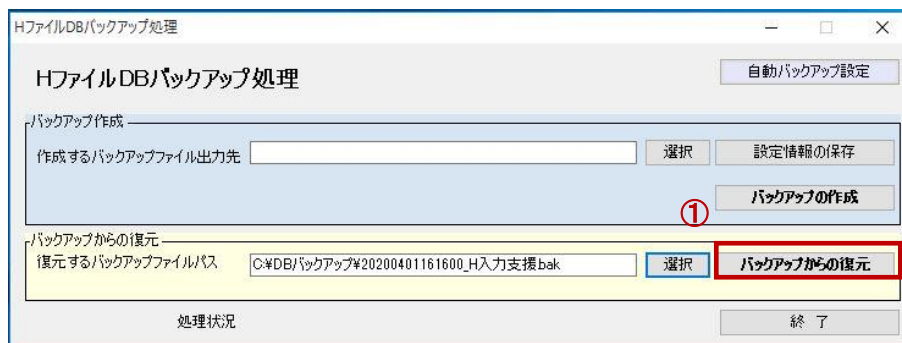 HファイルDBバックアップ処理
HファイルDBバックアップ処理
自動バックアップ設定
バックアップ作成
作成するバックアップファイル出力先
選択
設定情報の保存
バックアップの作成
①
バックアップからの復元
復元するバックアップファイルパス
C:¥DBバックアップ¥20200401161600_H入力支援bak
選択
バックアップからの復元
処理状況
終 了